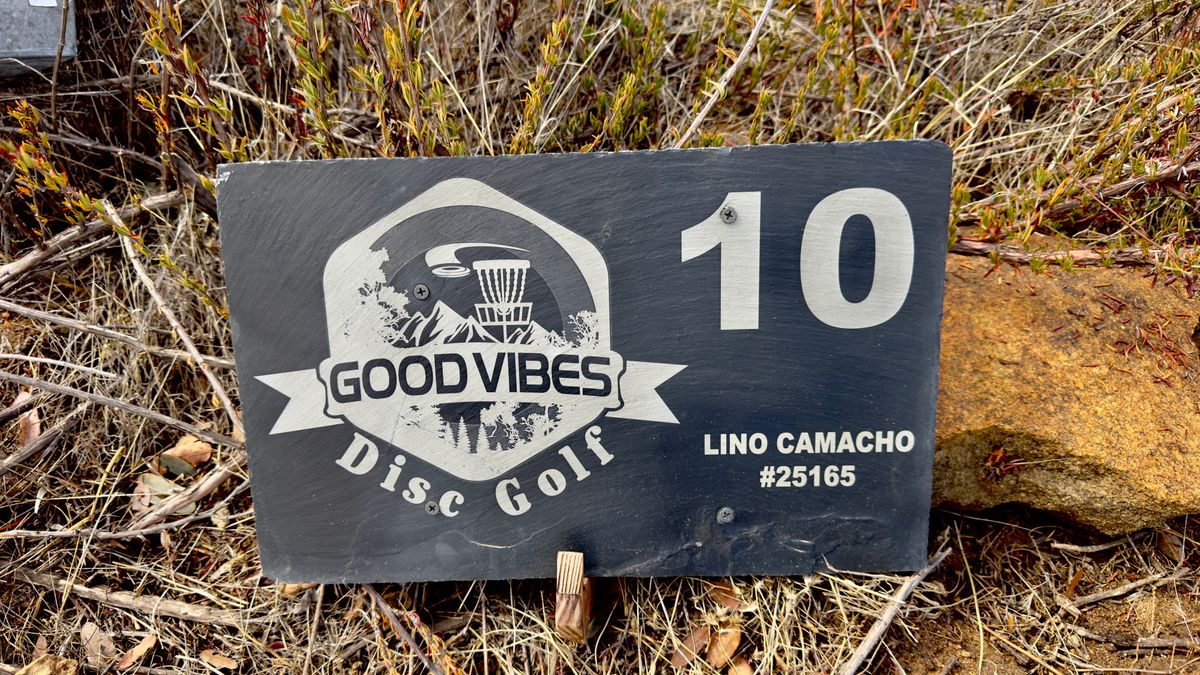 10
GOOD VIBES
Disc Golf
LINO CAMACHO
#25165